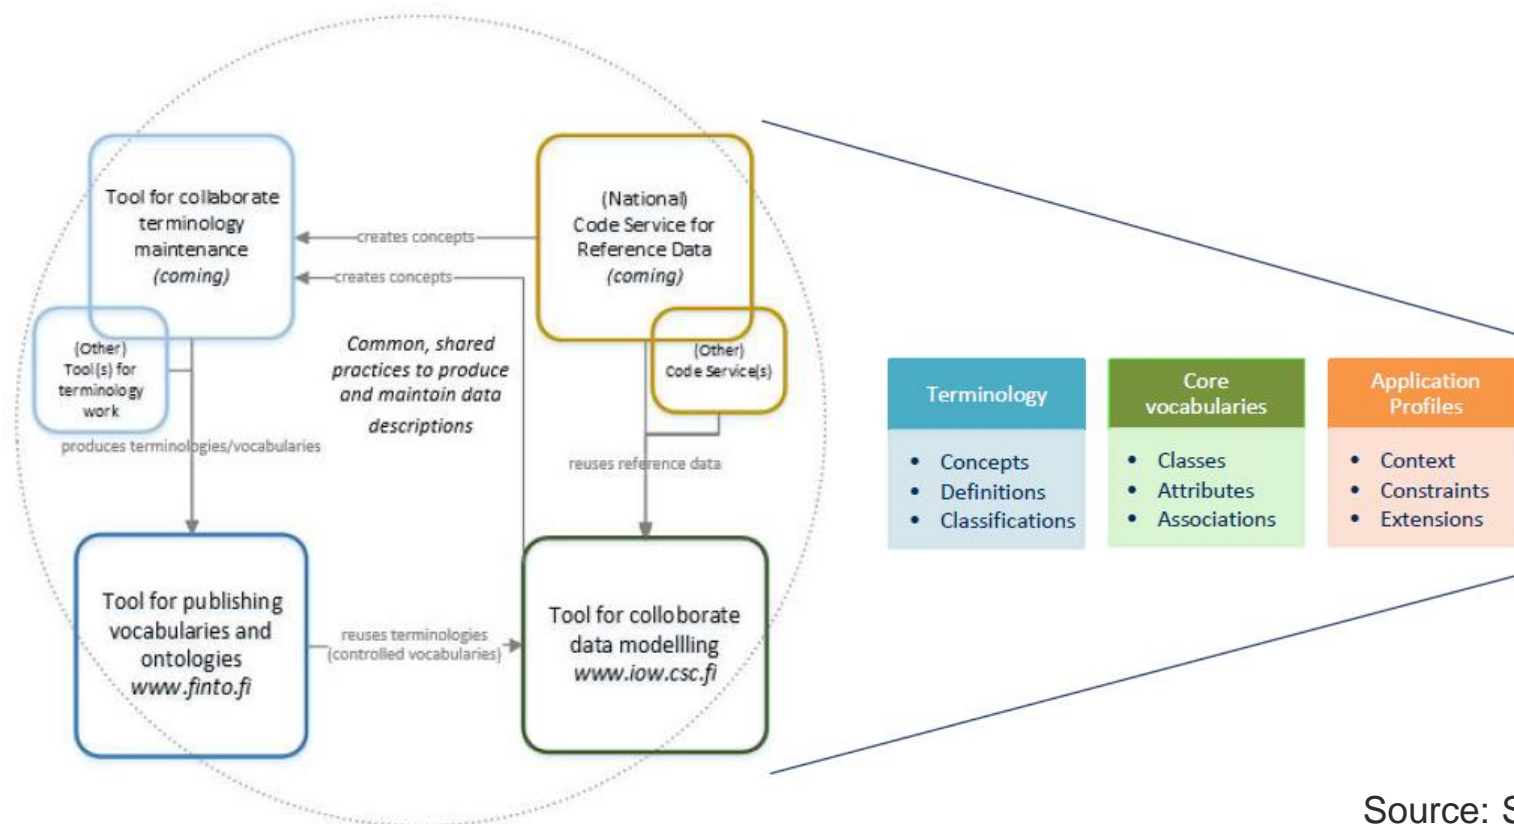 Tool for collaborate
terminology
maintenance
(coming)
(National)
Code Service for
Reference Data
(coming)
creates concepts
creates concepts
(Other)
Tool(s) for
terminology
work
Common, shared
practices to produce
and maintain data
descriptions
(Other)
Code Service(s)
produces terminologies/vocabularies
reuses reference data
Tool for publishing
vocabularies and
ontologies
www.finto.fi
reuses terminologies
(controlled vocabularies)
Tool for colloborate
data modellling
www.iow.csc.fi
Terminology
• Concepts
• Definitions
• Classifications
Core
vocabularies
• Classes
• Attributes
• Associations
Application
Profiles
• Context
• Constraints
• Extensions
Source: S